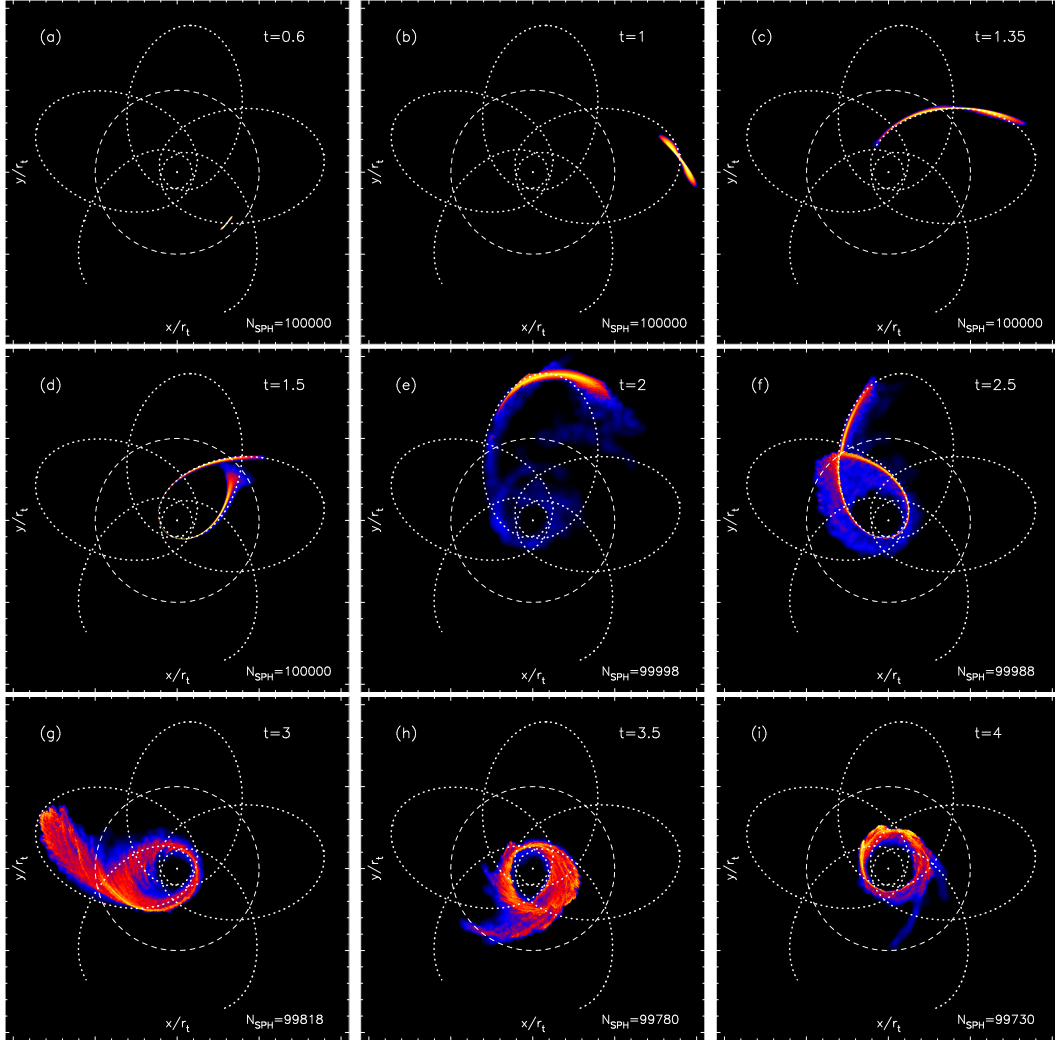 (a) t=0.6
y/r_t
x/r_t N_SPH=100000
(b) t=1
y/r_t
x/r_t N_SPH=100000
(c) t=1.35
y/r_t
x/r_t N_SPH=100000
(d) t=1.5
y/r_t
x/r_t N_SPH=100000
(e) t=2
y/r_t
x/r_t N_SPH=99998
(f) t=2.5
y/r_t
x/r_t N_SPH=99988
(g) t=3
y/r_t
x/r_t N_SPH=99818
(h) t=3.5
y/r_t
x/r_t N_SPH=99780
(i) t=4
y/r_t
x/r_t N_SPH=99730